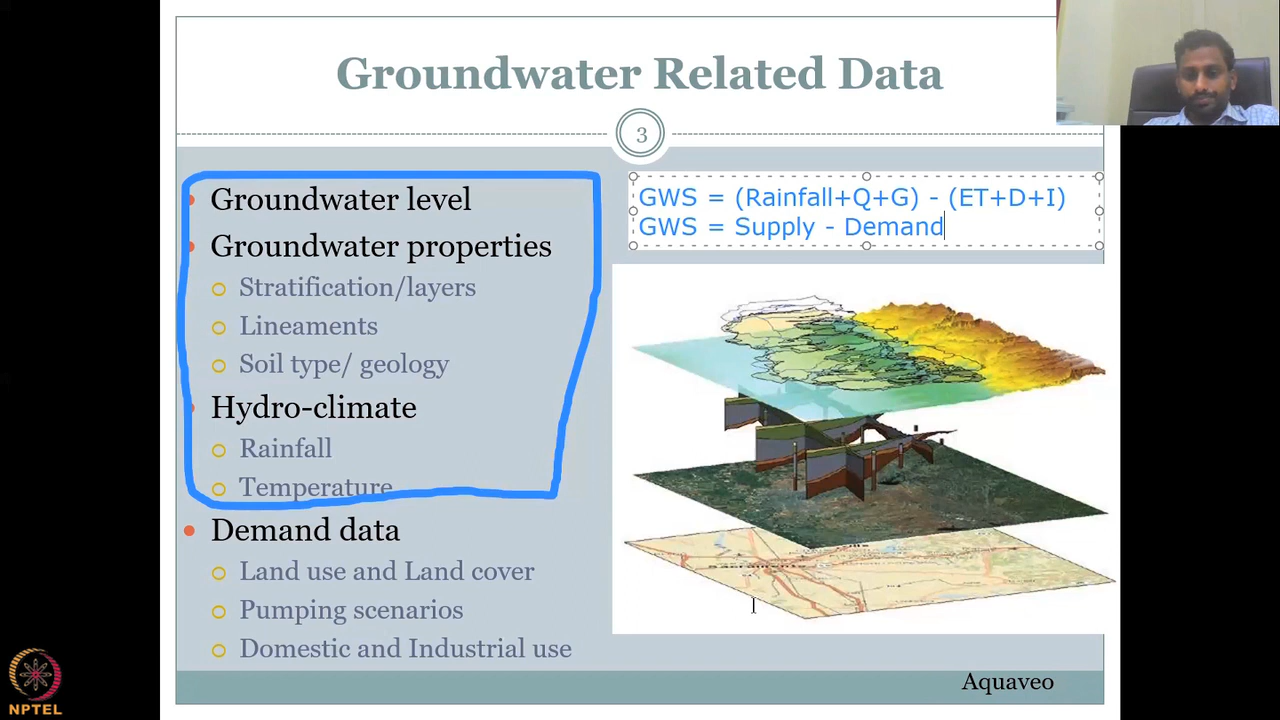 Groundwater Related Data
3
Groundwater level
Groundwater properties
Stratification/layers
Lineaments
Soil type/ geology
Hydro-climate
Rainfall
Temperature
Demand data
Land use and Land cover
Pumping scenarios
Domestic and Industrial use
GWS = (Rainfall+Q+G) - (ET+D+I)
GWS = Supply - Demand
Aquaveo
NPTEL